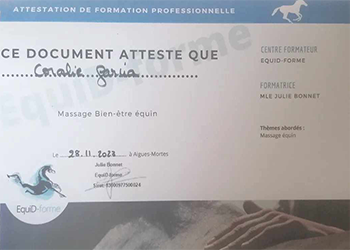 ATTESTATION DE FORMATION PROFESSIONNELLE
CE DOCUMENT ATTESTE QUE
Coralie Garcia
Massage Bien-être équin
CENTRE FORMATEUR
EQUID-FORME
FORMATRICE
MLE JULIE BONNET
Thèmes abordés :
Massage équin
Le 28.11.2022 à Aigues-Mortes
Julie Bonnet
EquiD-forme
EquiD-forme